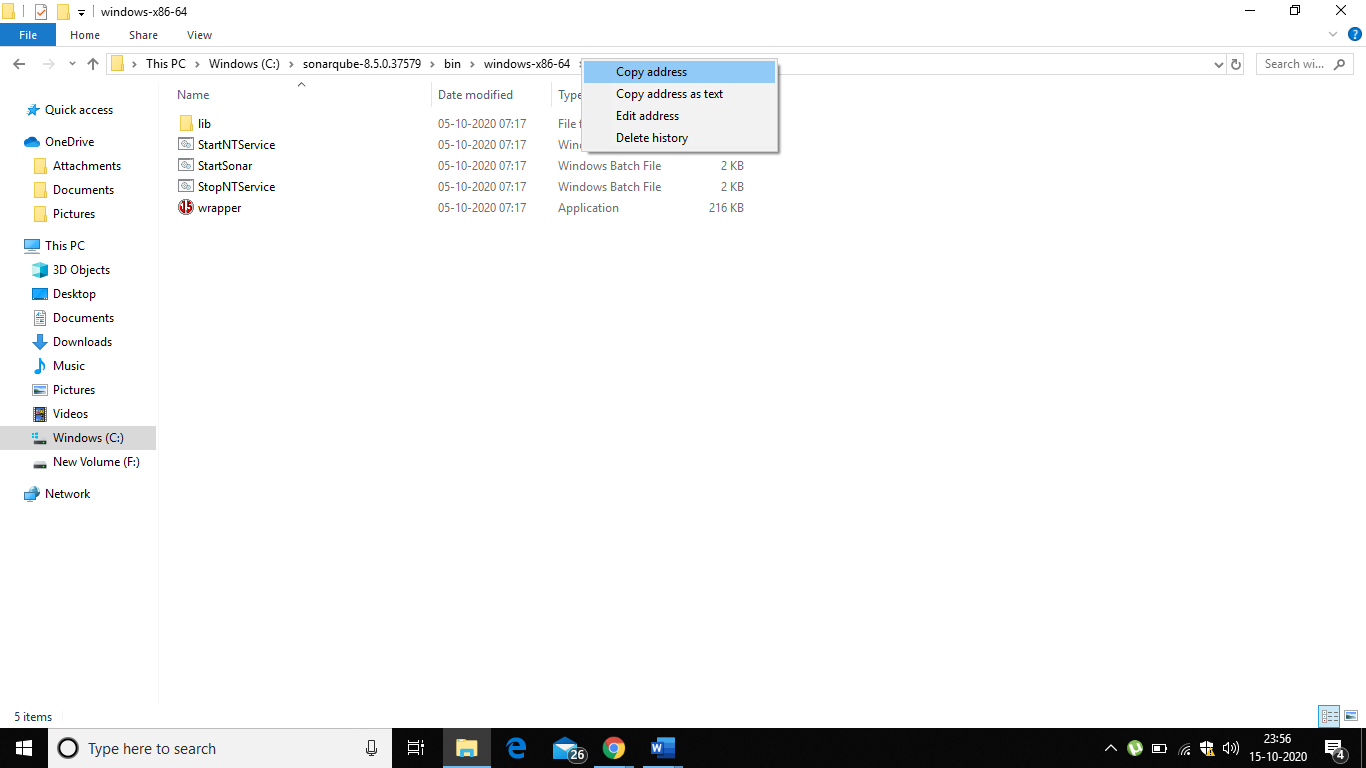 windows-x86-64
File Home Share View
This PC Windows (C:) sonarqube-8.5.0.37579 bin windows-x86-64
Search wi...
Copy address
Copy address as text
Edit address
Delete history
Name Date modified Type
lib 05-10-2020 07:17 File f
StartNTService 05-10-2020 07:17 Wind
StartSonar 05-10-2020 07:17 Windows Batch File 2 KB
StopNTService 05-10-2020 07:17 Windows Batch File 2 KB
wrapper 05-10-2020 07:17 Application 216 KB
Quick access
OneDrive
Attachments
Documents
Pictures
This PC
3D Objects
Desktop
Documents
Downloads
Music
Pictures
Videos
Windows (C:)
New Volume (F:)
Network
5 items
Type here to search
26
23:56
15-10-2020
4